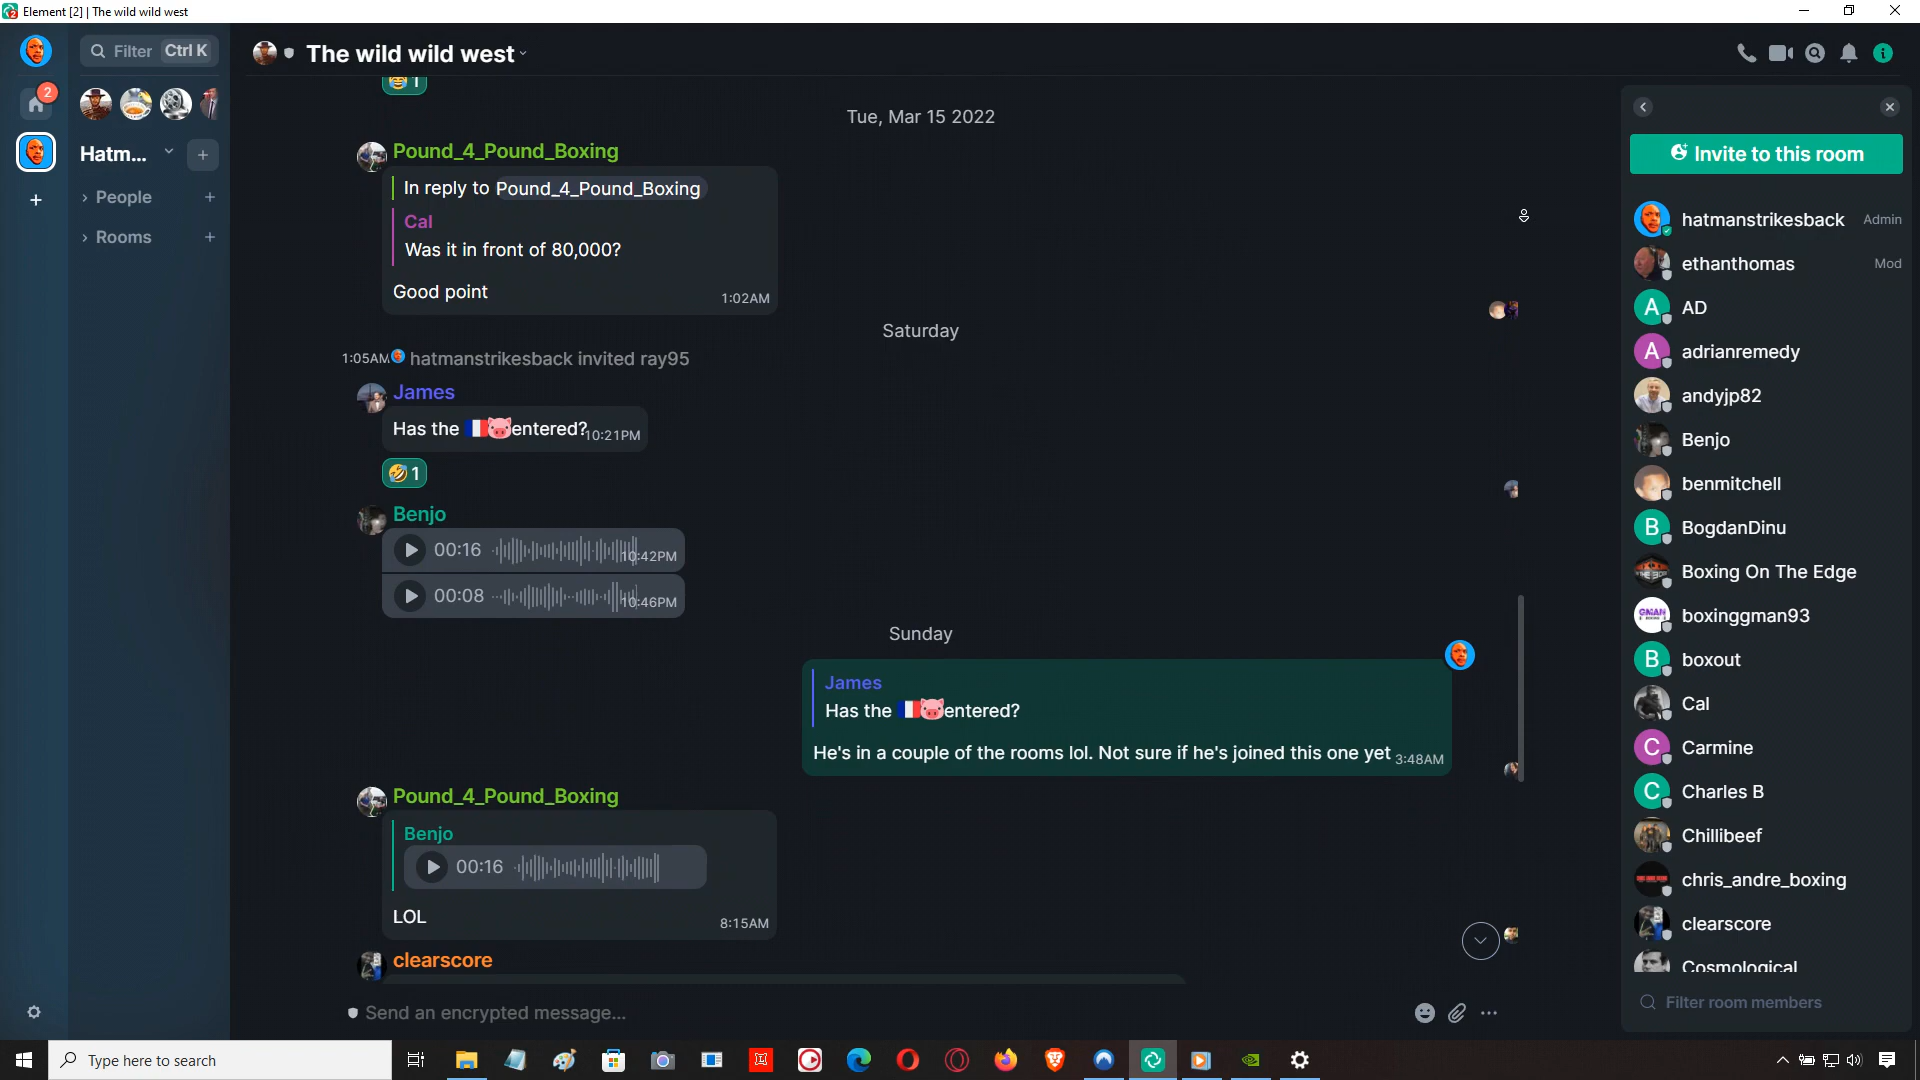 Element [2] | The wild wild west
Filter Ctrl K
The wild wild west
2
Hatm...
People
Rooms
1
Tue, Mar 15 2022
Pound_4_Pound_Boxing
In reply to Pound_4_Pound_Boxing
Cal
Was it in front of 80,000?
Good point
1:02AM
Saturday
1:05AM hatmanstrikesback invited ray95
James
Has the 🇫🇷🐷entered? 10:21PM
🤣 1
Benjo
00:16 10:42PM
00:08 10:46PM
Sunday
James
Has the 🇫🇷🐷entered?
He's in a couple of the rooms lol. Not sure if he's joined this one yet 3:48AM
Pound_4_Pound_Boxing
Benjo
00:16
LOL
8:15AM
clearscore
Send an encrypted message...
Invite to this room
hatmanstrikesback Admin
ethanthomas Mod
A AD
A adrianremedy
andyjp82
Benjo
benmitchell
B BogdanDinu
Boxing On The Edge
GMAN boxinggman93
B boxout
Cal
C Carmine
C Charles B
Chillibeef
chris_andre_boxing
clearscore
Cosmological
Filter room members
Type here to search